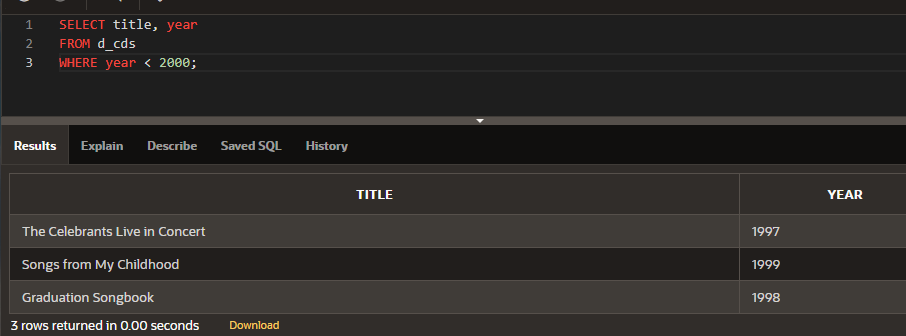 1 SELECT title, year
2 FROM d_cds
3 WHERE year < 2000;
Results Explain Describe Saved SQL History
TITLE YEAR
The Celebrants Live in Concert 1997
Songs from My Childhood 1999
Graduation Songbook 1998
3 rows returned in 0.00 seconds Download